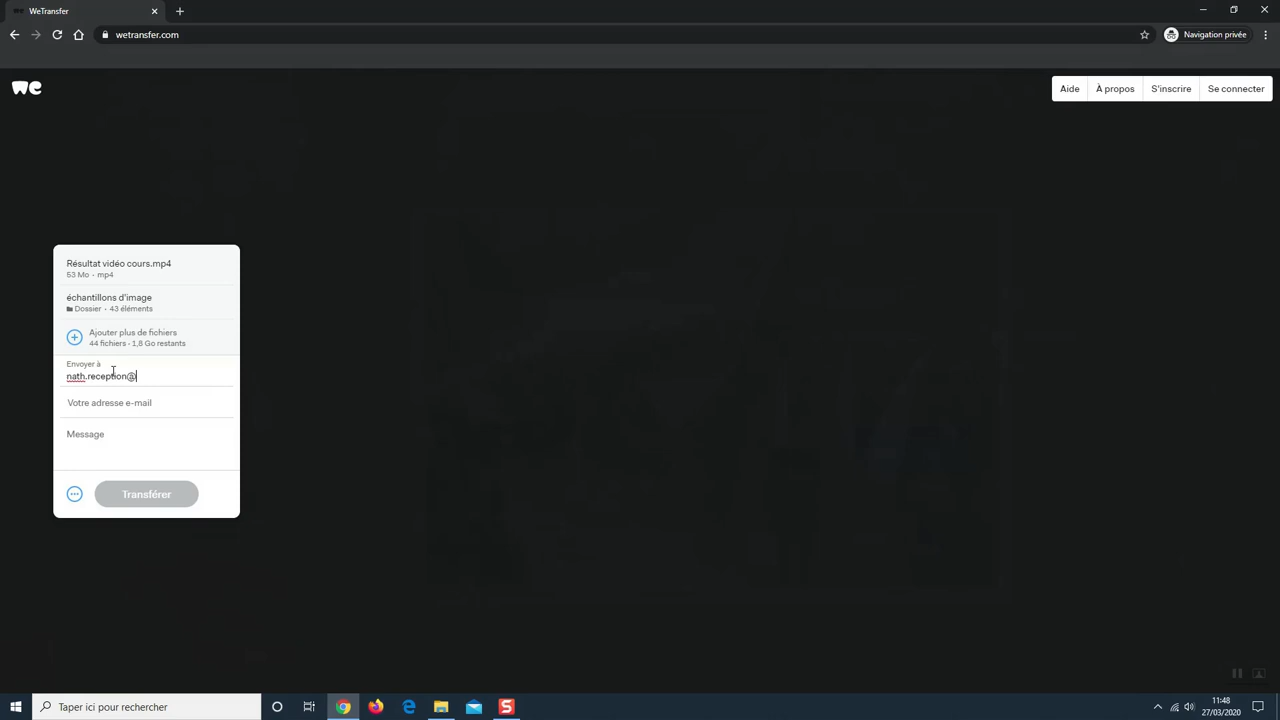 WeTransfer
wetransfer.com
Navigation privée
we
Aide À propos S'inscrire Se connecter
Résultat vidéo cours.mp4
53 Mo • mp4
échantillons d'image
Dossier • 43 éléments
Ajouter plus de fichiers
44 fichiers - 1,8 Go restants
Envoyer à
nath.reception@
Votre adresse e-mail
Message
Transférer
Taper ici pour rechercher
11:48
27/03/2020